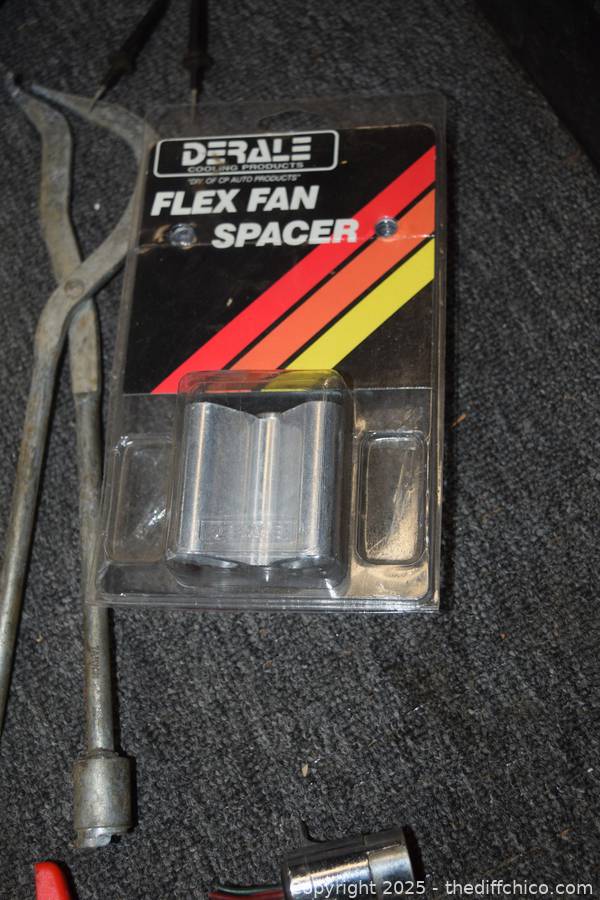 DERALE
COOLING PRODUCTS
"DIV. OF CP AUTO PRODUCTS"
FLEX FAN
SPACER
Copyright 2025 - thediffchico.com